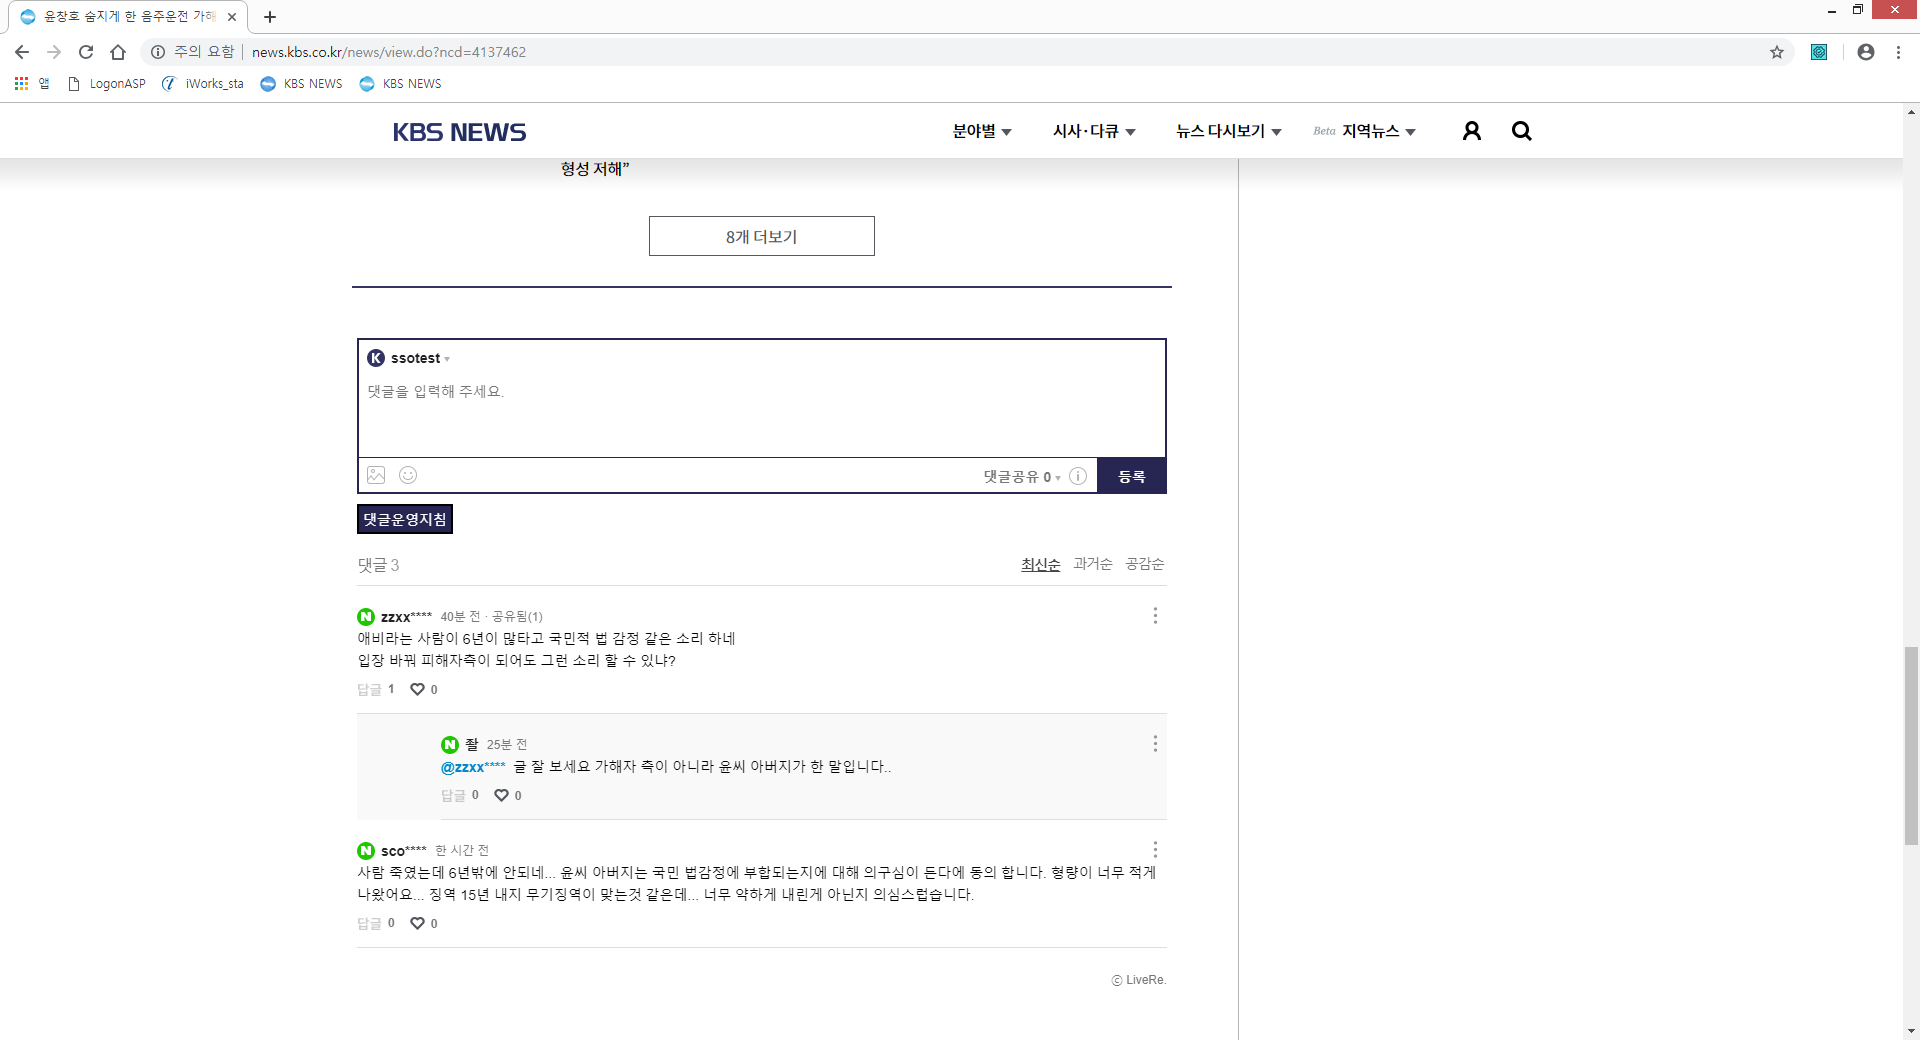 윤창호 숨지게 한 음주운전 가해
주의 요함
news.kbs.co.kr/news/view.do?ncd=4137462
앱
LogonASP
iWorks_sta
KBS NEWS
KBS NEWS
KBS NEWS
분야별
시사·다큐
뉴스 다시보기
Beta 지역뉴스
형성 저해”
8개 더보기
K ssotest
댓글을 입력해 주세요.
댓글공유 0
등록
댓글운영지침
댓글 3
최신순 과거순 공감순
N zzxx**** 40분 전 · 공유됨(1)
애비라는 사람이 6년이 많타고 국민적 법 감정 같은 소리 하네
입장 바꿔 피해자측이 되어도 그런 소리 할 수 있냐?
답글 1 0
N 좔 25분 전
@zzxx**** 글 잘 보세요 가해자 측이 아니라 윤씨 아버지가 한 말입니다..
답글 0 0
N sco**** 한 시간 전
사람 죽였는데 6년밖에 안되네... 윤씨 아버지는 국민 법감정에 부합되는지에 대해 의구심이 든다에 동의 합니다. 형량이 너무 적게
나왔어요... 징역 15년 내지 무기징역이 맞는것 같은데... 너무 약하게 내린게 아닌지 의심스럽습니다.
답글 0 0
ⓒ LiveRe.